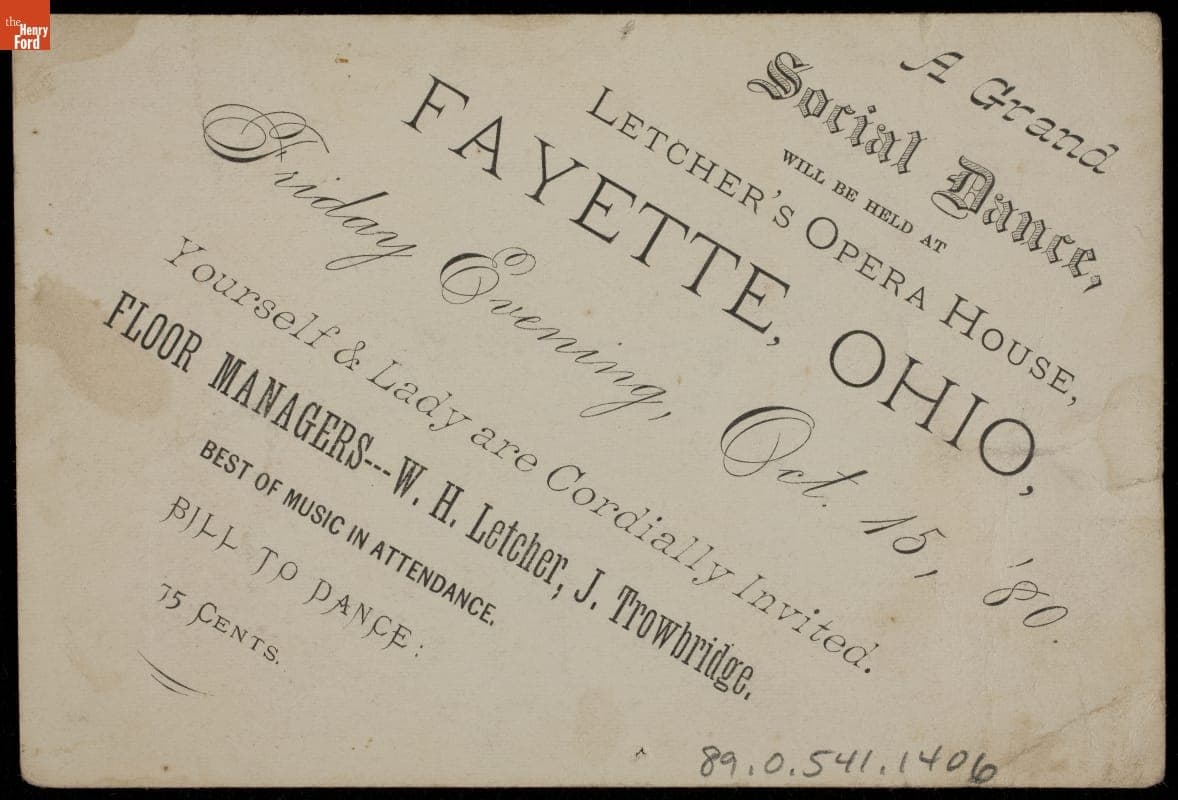 the
Henry
Ford
A Grand
Social Dance,
WILL BE HELD AT
LETCHER'S OPERA HOUSE,
FAYETTE, OHIO,
Friday Evening, Oct. 15, '80.
Yourself & Lady are Cordially Invited.
FLOOR MANAGERS---W. H. Letcher, J. Trowbridge.
BEST OF MUSIC IN ATTENDANCE.
BILL TO DANCE:
75 CENTS.
89.0.541.1406